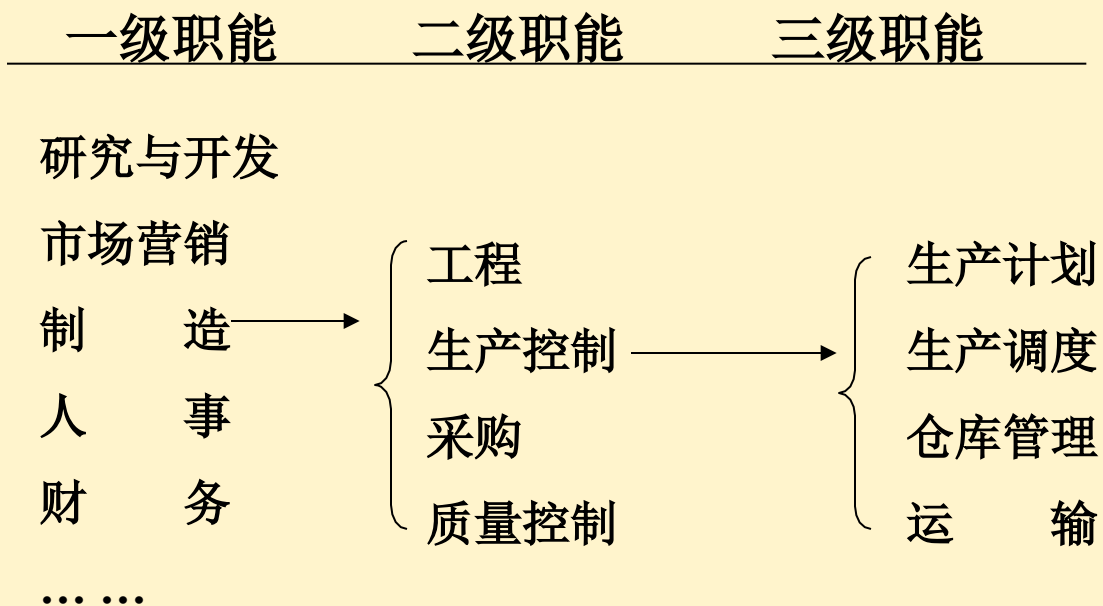 一级职能 二级职能 三级职能
研究与开发
市场营销
制 造
人 事
财 务
... ...
工程
生产控制
采购
质量控制
生产计划
生产调度
仓库管理
运 输